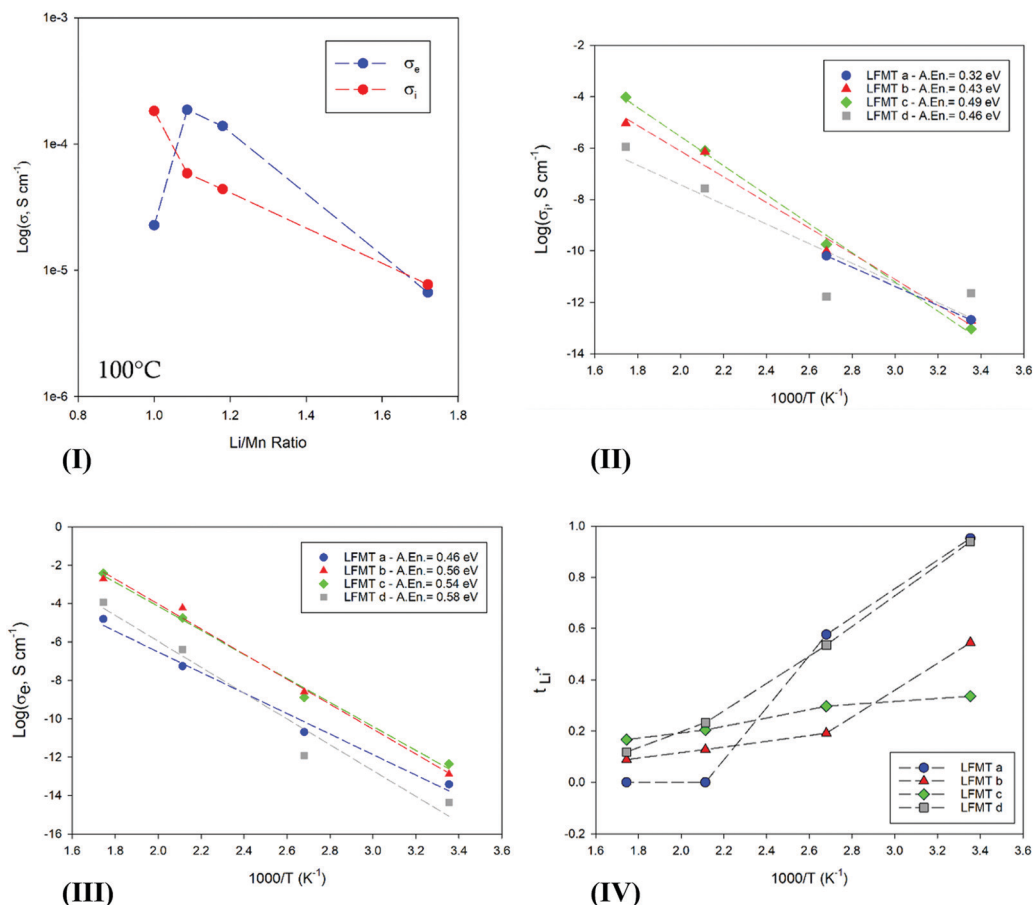 1e-3
1e-4
1e-5
1e-6
Log(σ, S cm⁻¹)
σₑ
σᵢ
100°C
0.8 1.0 1.2 1.4 1.6 1.8
Li/Mn Ratio
(I)
-2
-4
-6
-8
-10
-12
-14
Log(σᵢ, S cm⁻¹)
LFMT a - A.En.= 0.32 eV
LFMT b - A.En.= 0.43 eV
LFMT c - A.En.= 0.49 eV
LFMT d - A.En.= 0.46 eV
1.6 1.8 2.0 2.2 2.4 2.6 2.8 3.0 3.2 3.4 3.6
1000/T (K⁻¹)
(II)
0
-2
-4
-6
-8
-10
-12
-14
-16
Log(σe, S cm⁻¹)
LFMT a - A.En.= 0.46 eV
LFMT b - A.En.= 0.56 eV
LFMT c - A.En.= 0.54 eV
LFMT d - A.En.= 0.58 eV
1.6 1.8 2.0 2.2 2.4 2.6 2.8 3.0 3.2 3.4 3.6
1000/T (K⁻¹)
(III)
1.0
0.8
0.6
0.4
0.2
0.0
-0.2
t Li⁺
LFMT a
LFMT b
LFMT c
LFMT d
1.6 1.8 2.0 2.2 2.4 2.6 2.8 3.0 3.2 3.4 3.6
1000/T (K⁻¹)
(IV)